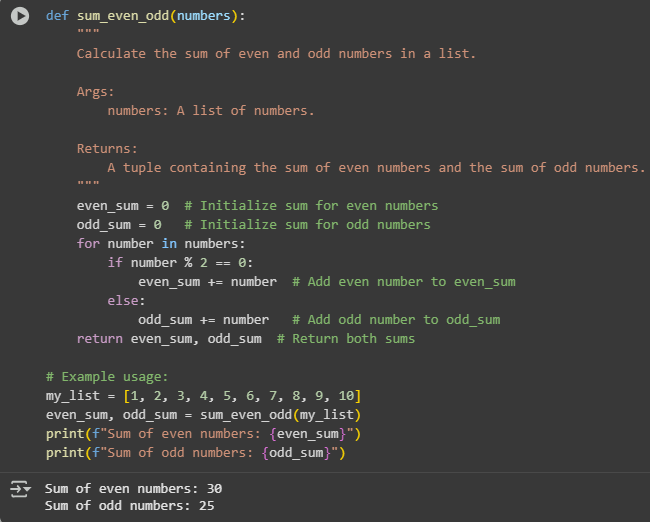 def sum_even_odd(numbers):
    """
    Calculate the sum of even and odd numbers in a list.

    Args:
        numbers: A list of numbers.

    Returns:
        A tuple containing the sum of even numbers and the sum of odd numbers.
    """
    even_sum = 0  # Initialize sum for even numbers
    odd_sum = 0   # Initialize sum for odd numbers
    for number in numbers:
        if number % 2 == 0:
            even_sum += number  # Add even number to even_sum
        else:
            odd_sum += number   # Add odd number to odd_sum
    return even_sum, odd_sum  # Return both sums

# Example usage:
my_list = [1, 2, 3, 4, 5, 6, 7, 8, 9, 10]
even_sum, odd_sum = sum_even_odd(my_list)
print(f"Sum of even numbers: {even_sum}")
print(f"Sum of odd numbers: {odd_sum}")
Sum of even numbers: 30
Sum of odd numbers: 25